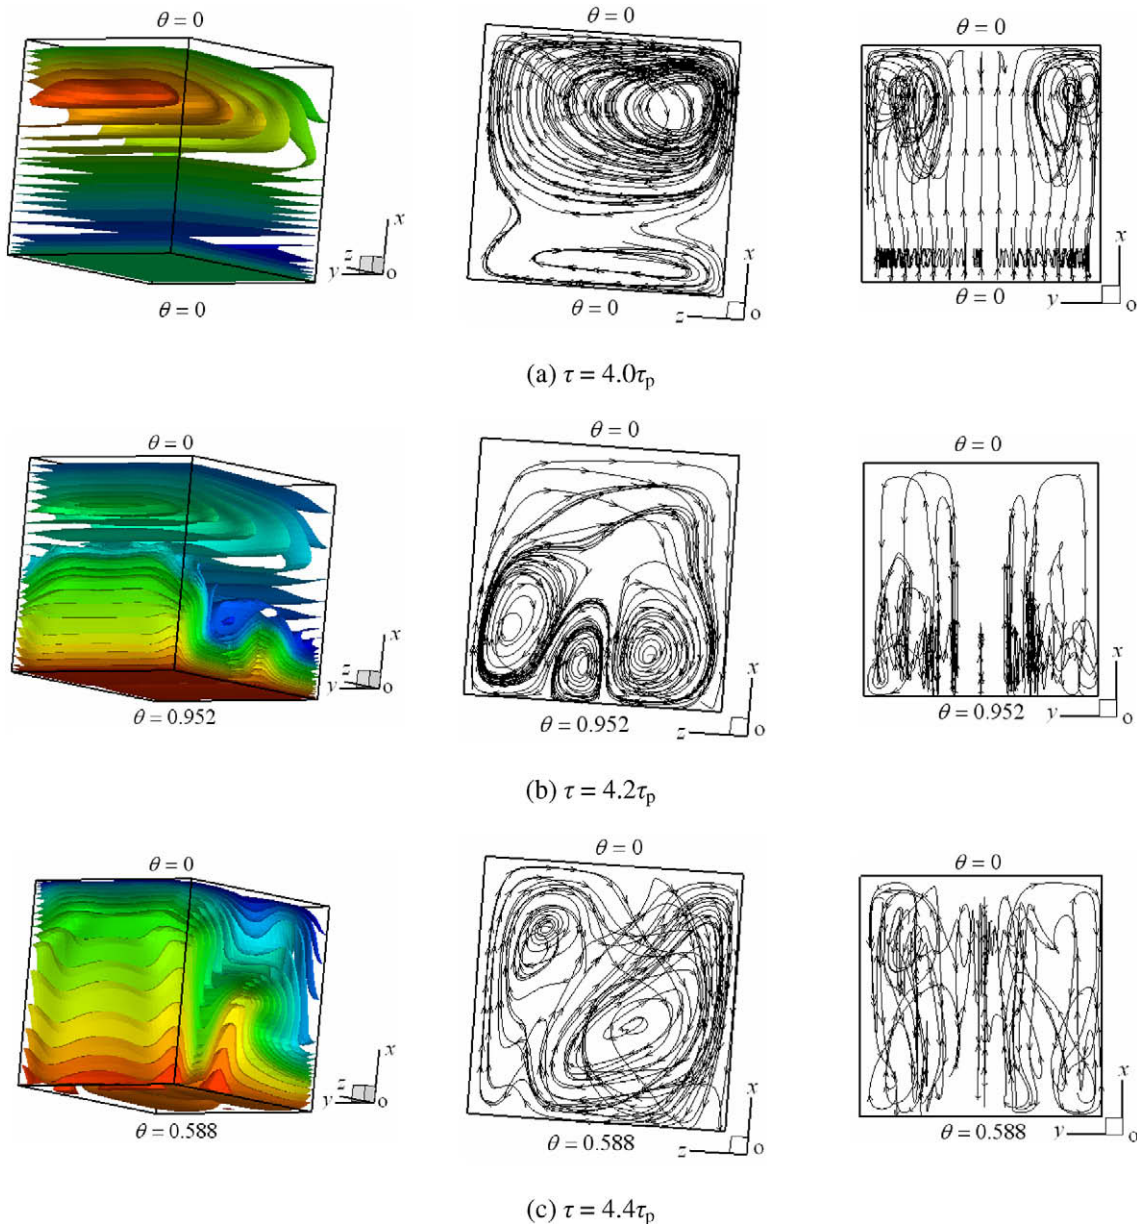 θ = 0 θ = 0 θ = 0
x x x
z y o z o y o
θ = 0 θ = 0 θ = 0
(a) τ = 4.0τp
θ = 0 θ = 0 θ = 0
x x x
z y o z o y o
θ = 0.952 θ = 0.952 θ = 0.952
(b) τ = 4.2τp
θ = 0 θ = 0 θ = 0
x x x
z y o z o y o
θ = 0.588 θ = 0.588 θ = 0.588
(c) τ = 4.4τp